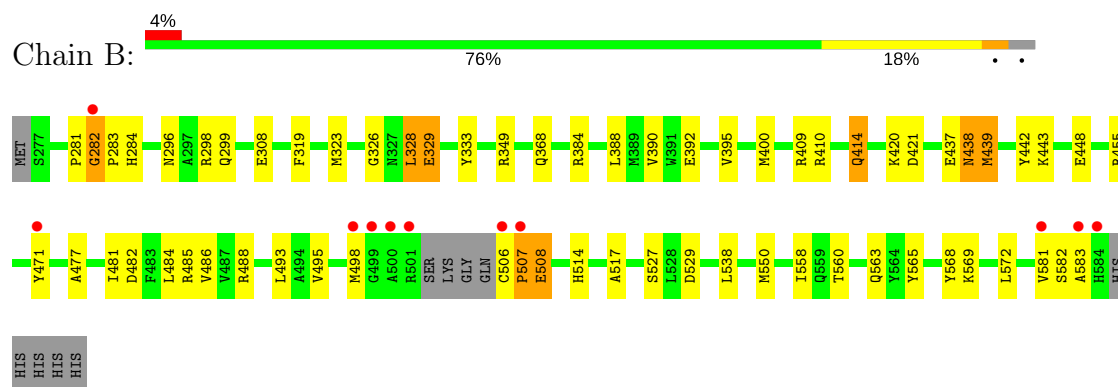 4%
Chain B:
76% 18% • •
MET S277 P281 G282 P283 H284 N296 A297 R298 Q299 E308 F319 M323 G326 N327 L328 E329 Y333 R349 Q368 R384 L388 M389 V390 W391 E392 V395 M400 R409 R410 Q414 K420 D421 E437 N438 M439 Y442 K443 E448
Y471 A477 I481 D482 F483 L484 R485 V486 V487 R488 L493 A494 V495 M498 G499 A500 R501 SER LYS GLY GLN C506 P507 E508 H514 A517 S527 L528 D529 L538 M550 I558 Q559 T560 Q563 Y564 Y565 Y568 K569 L572 V581 S582 A583 H584 HIS
HIS HIS HIS HIS